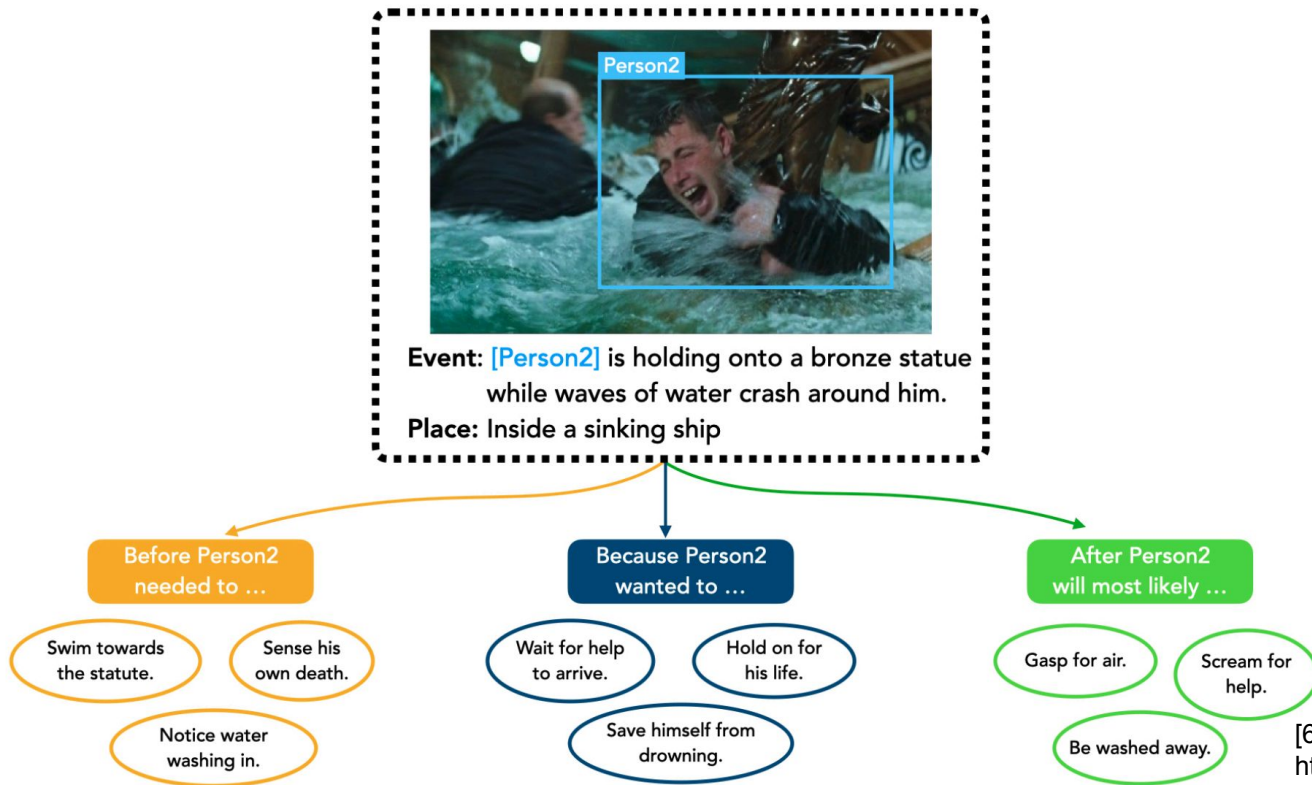 Person2
Event: [Person2] is holding onto a bronze statue
while waves of water crash around him.
Place: Inside a sinking ship
Before Person2
needed to ...
Because Person2
wanted to ...
After Person2
will most likely ...
Swim towards
the statute.
Sense his
own death.
Notice water
washing in.
Wait for help
to arrive.
Hold on for
his life.
Save himself from
drowning.
Gasp for air.
Scream for
help.
Be washed away.
[6